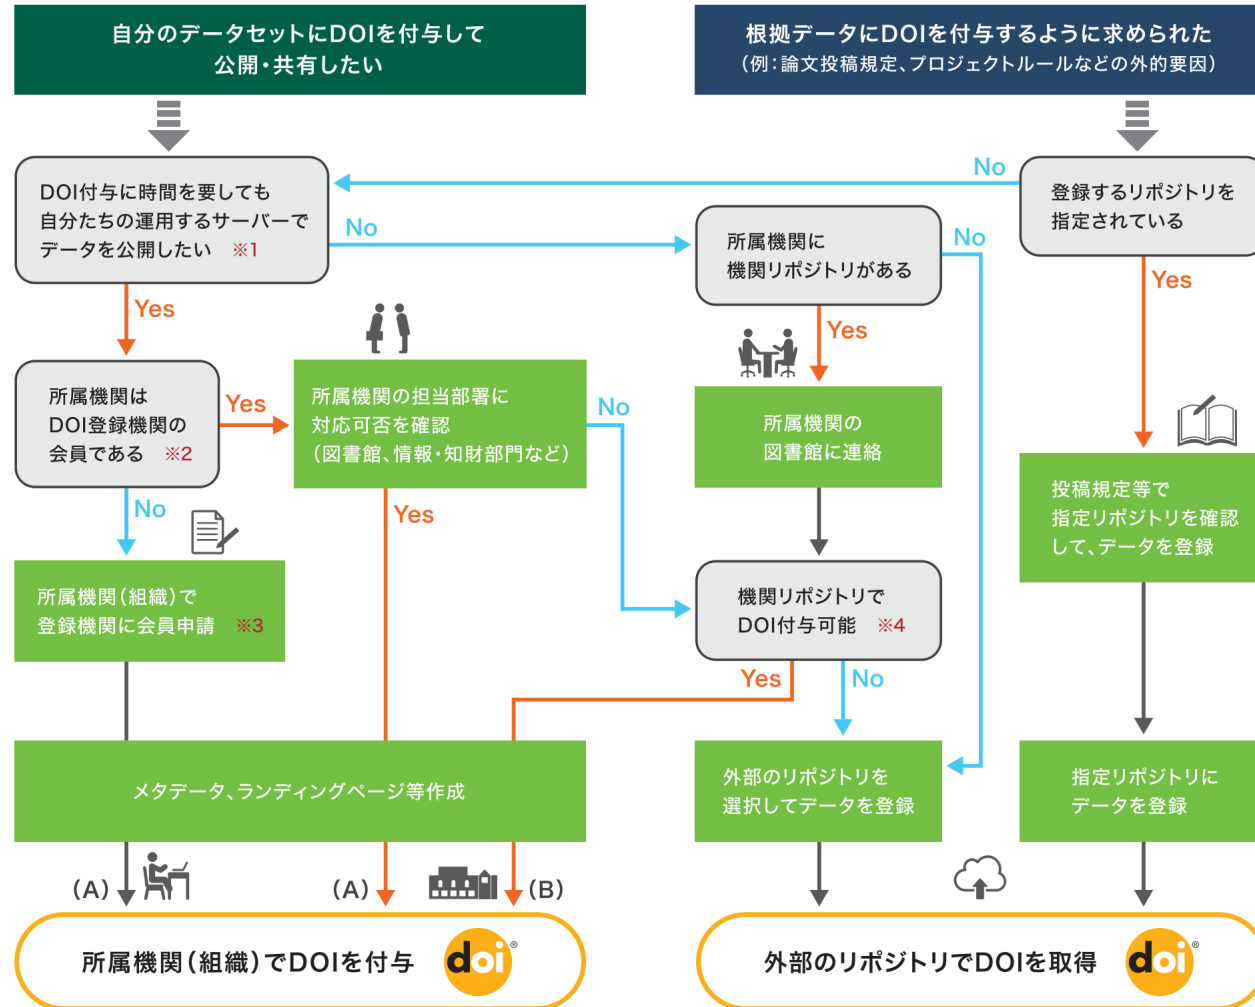 自分のデータセットにDOIを付与して
公開・共有したい
根拠データにDOIを付与するように求められた
(例：論文投稿規定、プロジェクトルールなどの外的要因)
DOI付与に時間を要しても
自分たちの運用するサーバーで
データを公開したい ※1
No
No
登録するリポジトリを
指定されている
所属機関に
機関リポジトリがある
No
Yes
Yes
Yes
所属機関は
DOI登録機関の
会員である ※2
Yes
所属機関の担当部署に
対応可否を確認
(図書館、情報・知財部門など)
No
所属機関の
図書館に連絡
No
Yes
投稿規定等で
指定リポジトリを確認
して、データを登録
所属機関(組織)で
登録機関に会員申請 ※3
機関リポジトリで
DOI付与可能 ※4
Yes
No
メタデータ、ランディングページ等作成
外部のリポジトリを
選択してデータを登録
指定リポジトリに
データを登録
(A)
(A)
(B)
所属機関(組織)でDOIを付与 doi®
外部のリポジトリでDOIを取得 doi®